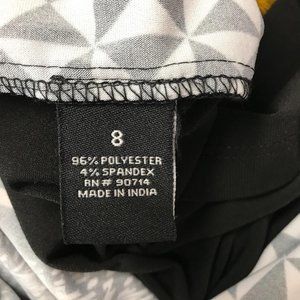 8
96% POLYESTER
4% SPANDEX
RN# 90714
MADE IN INDIA